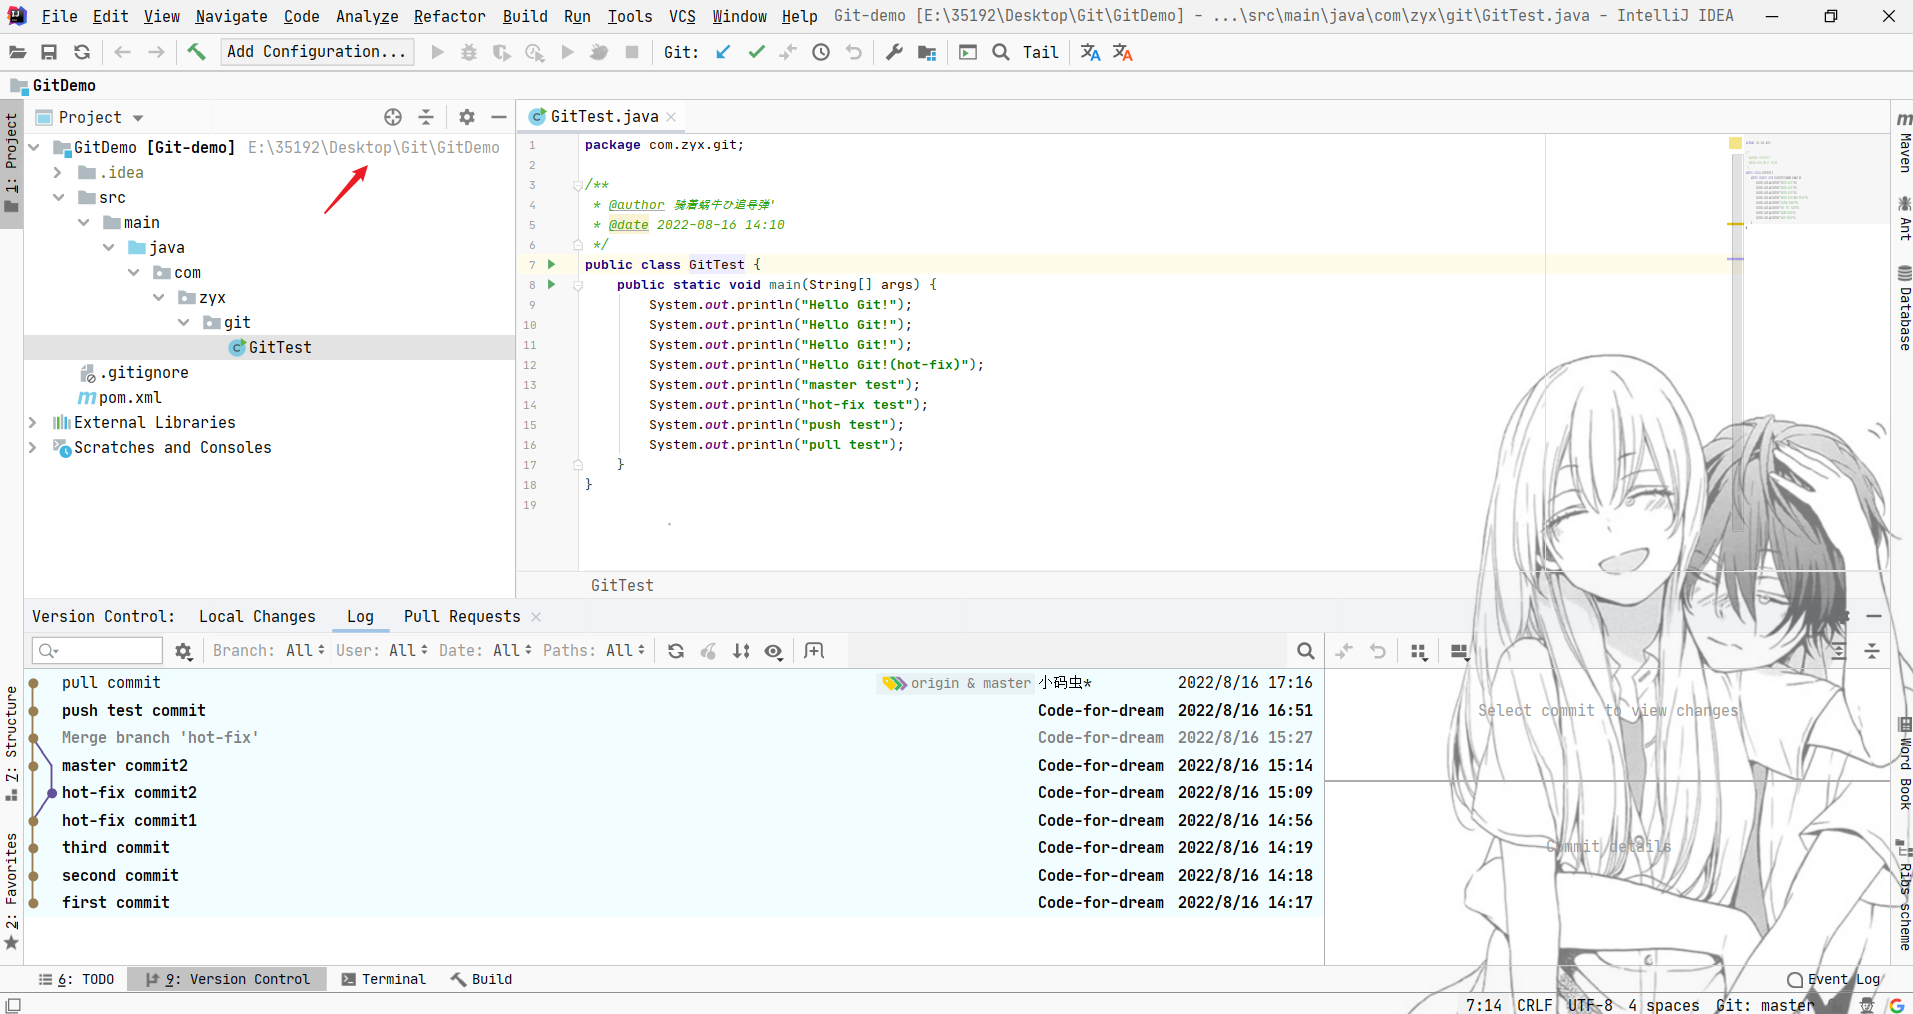 File Edit View Navigate Code Analyze Refactor Build Run Tools VCS Window Help Git-demo [E:\35192\Desktop\Git\GitDemo] - ...\src\main\java\com\zyx\git\GitTest.java - IntelliJ IDEA
Add Configuration... Git: Tail
GitDemo
1: Project
Project
GitDemo [Git-demo] E:\35192\Desktop\Git\GitDemo
.idea
src
main
java
com
zyx
git
GitTest
.gitignore
pom.xml
External Libraries
Scratches and Consoles
GitTest.java
1 package com.zyx.git;
2
3 /**
4 * @author 骑着蜗牛ひ追导弹'
5 * @date 2022-08-16 14:10
6 */
7 public class GitTest {
8 public static void main(String[] args) {
9 System.out.println("Hello Git!");
10 System.out.println("Hello Git!");
11 System.out.println("Hello Git!");
12 System.out.println("Hello Git!(hot-fix)");
13 System.out.println("master test");
14 System.out.println("hot-fix test");
15 System.out.println("push test");
16 System.out.println("pull test");
17 }
18 }
19
GitTest
Maven
Ant
Database
Word Book
Ribs scheme
7: Structure
2: Favorites
Version Control: Local Changes Log Pull Requests
Branch: All User: All Date: All Paths: All
pull commit origin & master 小码虫* 2022/8/16 17:16
push test commit Code-for-dream 2022/8/16 16:51
Merge branch 'hot-fix' Code-for-dream 2022/8/16 15:27
master commit2 Code-for-dream 2022/8/16 15:14
hot-fix commit2 Code-for-dream 2022/8/16 15:09
hot-fix commit1 Code-for-dream 2022/8/16 14:56
third commit Code-for-dream 2022/8/16 14:19
second commit Code-for-dream 2022/8/16 14:18
first commit Code-for-dream 2022/8/16 14:17
Select commit to view changes
Commit details
6: TODO 9: Version Control Terminal Build Event Log
7:14 CRLF UTF-8 4 spaces Git: master